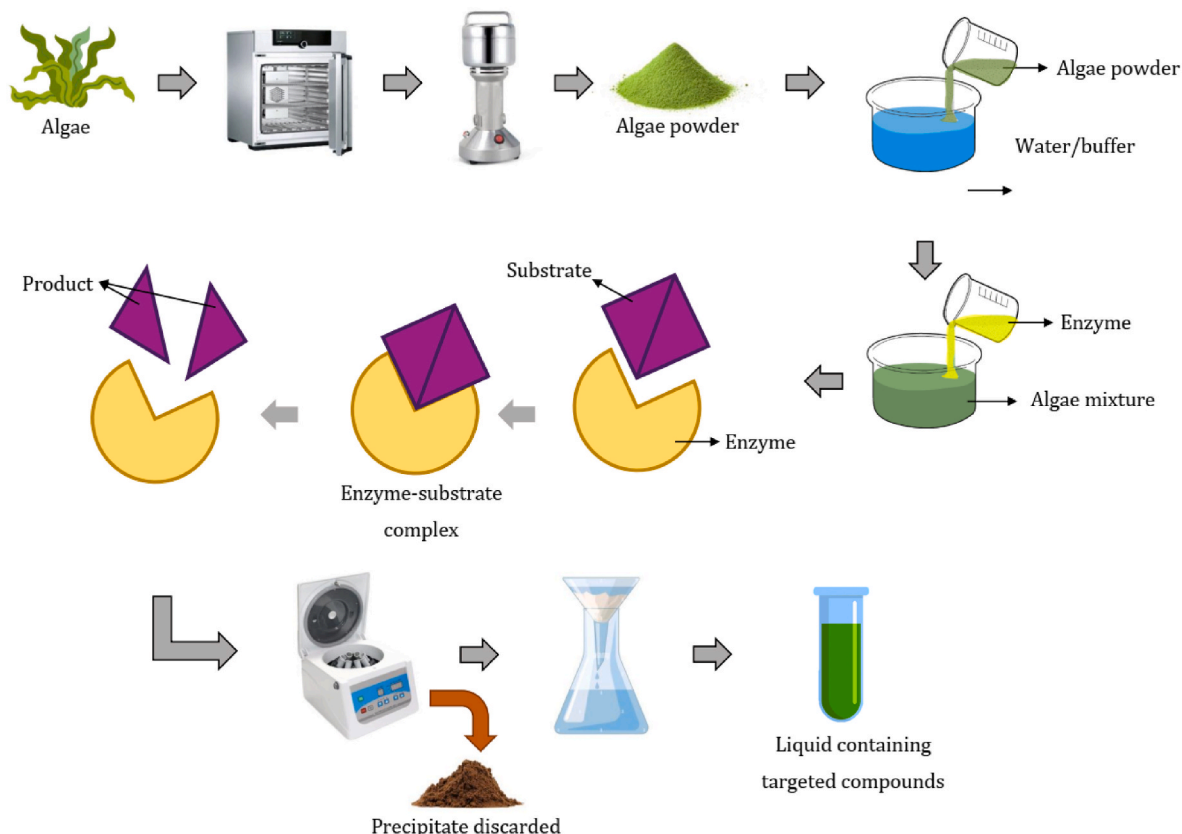 Algae
Algae powder
Algae powder
Water/buffer
Product
Substrate
Enzyme
Algae mixture
Enzyme
Enzyme-substrate
complex
Liquid containing
targeted compounds
Precipitate discarded